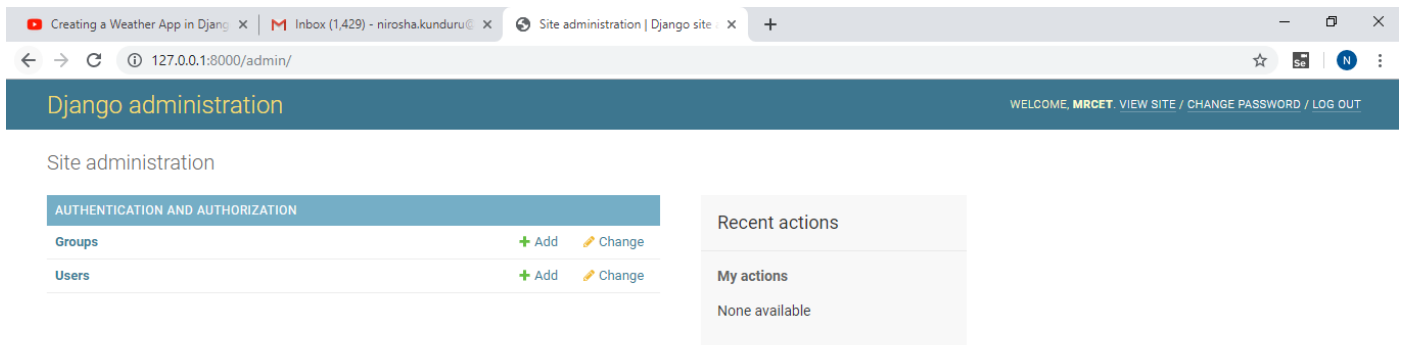 Creating a Weather App in Djang
Inbox (1,429) - nirosha.kunduru@
Site administration | Django site a
127.0.0.1:8000/admin/
Se
N
Django administration
WELCOME, MRCET. VIEW SITE / CHANGE PASSWORD / LOG OUT
Site administration
AUTHENTICATION AND AUTHORIZATION
Groups Add Change
Users Add Change
Recent actions
My actions
None available